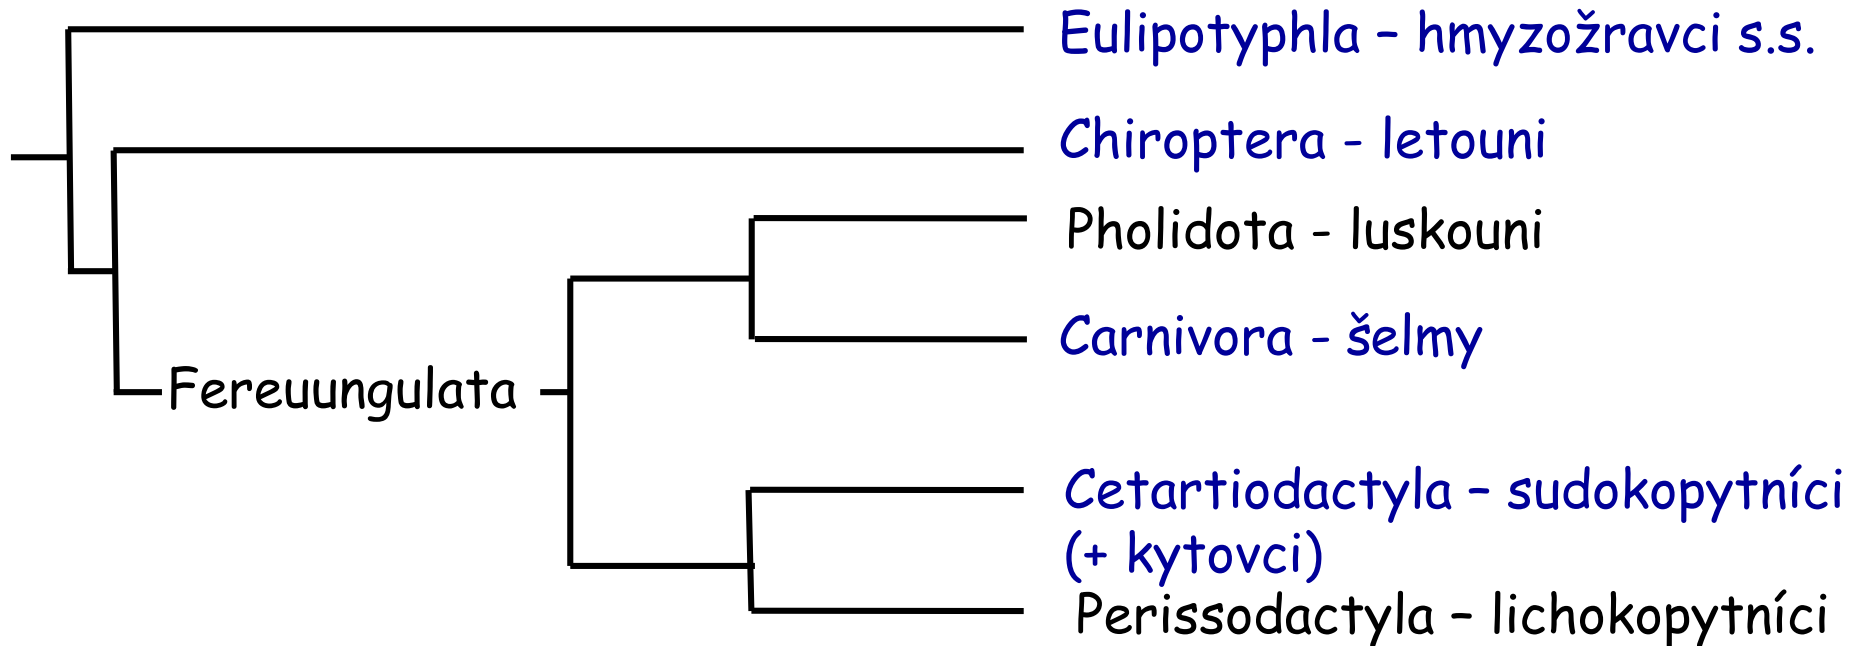 Eulipotyphla – hmyzožravci s.s.
Chiroptera - letouni
Pholidota - luskouni
Carnivora - šelmy
Fereuungulata
Cetartiodactyla – sudokopytníci
(+ kytovci)
Perissodactyla – lichokopytníci